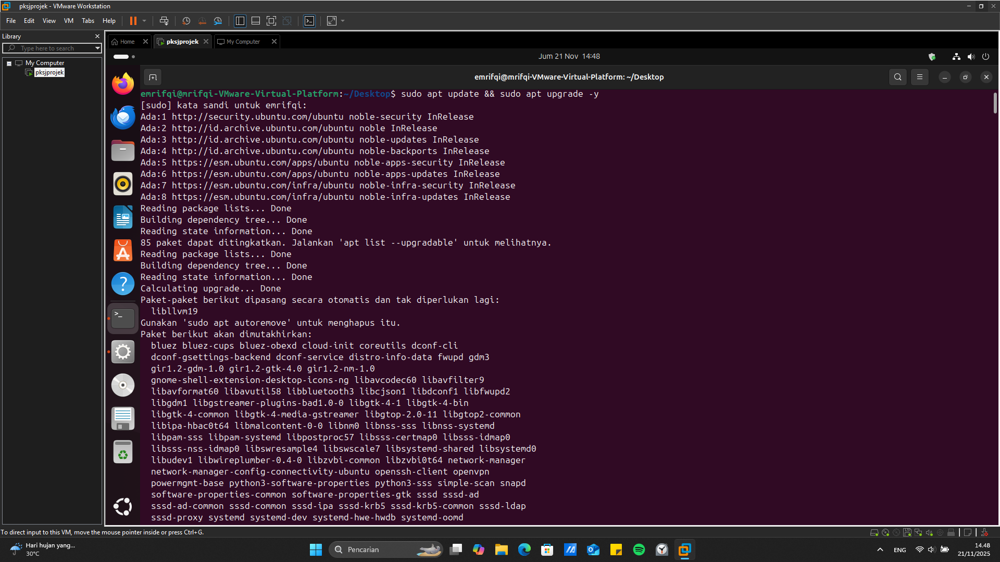 pksjprojek - VMware Workstation
File Edit View VM Tabs Help
Library
Type here to search
My Computer
pksjprojek
Home
pksjprojek
My Computer
Jum 21 Nov 14:48
emrifqi@mrifqi-VMware-Virtual-Platform: ~/Desktop
emrifqi@mrifqi-VMware-Virtual-Platform:~/Desktop$ sudo apt update && sudo apt upgrade -y
[sudo] kata sandi untuk emrifqi:
Ada:1 http://security.ubuntu.com/ubuntu noble-security InRelease
Ada:2 http://id.archive.ubuntu.com/ubuntu noble InRelease
Ada:3 http://id.archive.ubuntu.com/ubuntu noble-updates InRelease
Ada:4 http://id.archive.ubuntu.com/ubuntu noble-backports InRelease
Ada:5 https://esm.ubuntu.com/apps/ubuntu noble-apps-security InRelease
Ada:6 https://esm.ubuntu.com/apps/ubuntu noble-apps-updates InRelease
Ada:7 https://esm.ubuntu.com/infra/ubuntu noble-infra-security InRelease
Ada:8 https://esm.ubuntu.com/infra/ubuntu noble-infra-updates InRelease
Reading package lists... Done
Building dependency tree... Done
Reading state information... Done
85 paket dapat ditingkatkan. Jalankan 'apt list --upgradable' untuk melihatnya.
Reading package lists... Done
Building dependency tree... Done
Reading state information... Done
Calculating upgrade... Done
Paket-paket berikut dipasang secara otomatis dan tak diperlukan lagi:
libllvm19
Gunakan 'sudo apt autoremove' untuk menghapus itu.
Paket berikut akan dimutakhirkan:
bluez bluez-cups bluez-obexd cloud-init coreutils dconf-cli
dconf-gsettings-backend dconf-service distro-info-data fwupd gdm3
gir1.2-gdm-1.0 gir1.2-gtk-4.0 gir1.2-nm-1.0
gnome-shell-extension-desktop-icons-ng libavcodec60 libavfilter9
libavformat60 libavutil58 libbluetooth3 libcjson1 libdconf1 libfwupd2
libgdm1 libgstreamer-plugins-bad1.0-0 libgtk-4-1 libgtk-4-bin
libgtk-4-common libgtk-4-media-gstreamer libgtop-2.0-11 libgtop2-common
libipa-hbac0t64 libmalcontent-0-0 libnm0 libnss-sss libnss-systemd
libpam-sss libpam-systemd libpostproc57 libsss-certmap0 libsss-idmap0
libsss-nss-idmap0 libswresample4 libswscale7 libsystemd-shared libsystemd0
libudev1 libwireplumber-0.4-0 libzvbi-common libzvbi0t64 network-manager
network-manager-config-connectivity-ubuntu openssh-client openvpn
powermgmt-base python3-software-properties python3-sss simple-scan snapd
software-properties-common software-properties-gtk sssd sssd-ad
sssd-ad-common sssd-common sssd-ipa sssd-krb5 sssd-krb5-common sssd-ldap
sssd-proxy systemd systemd-dev systemd-hwe-hwdb systemd-oomd
To direct input to this VM, move the mouse pointer inside or press Ctrl+G.
Hari hujan yang...
30°C
Pencarian
ENG
14.48
21/11/2025